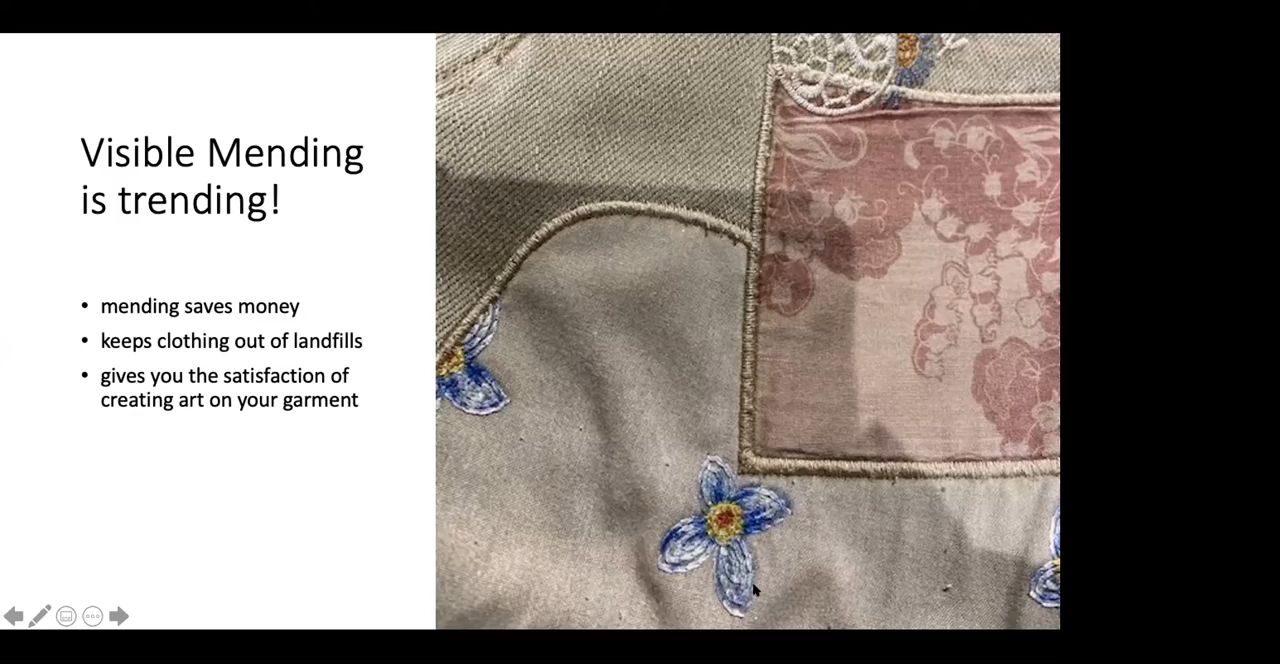 Visible Mending
is trending!
• mending saves money
• keeps clothing out of landfills
• gives you the satisfaction of
creating art on your garment